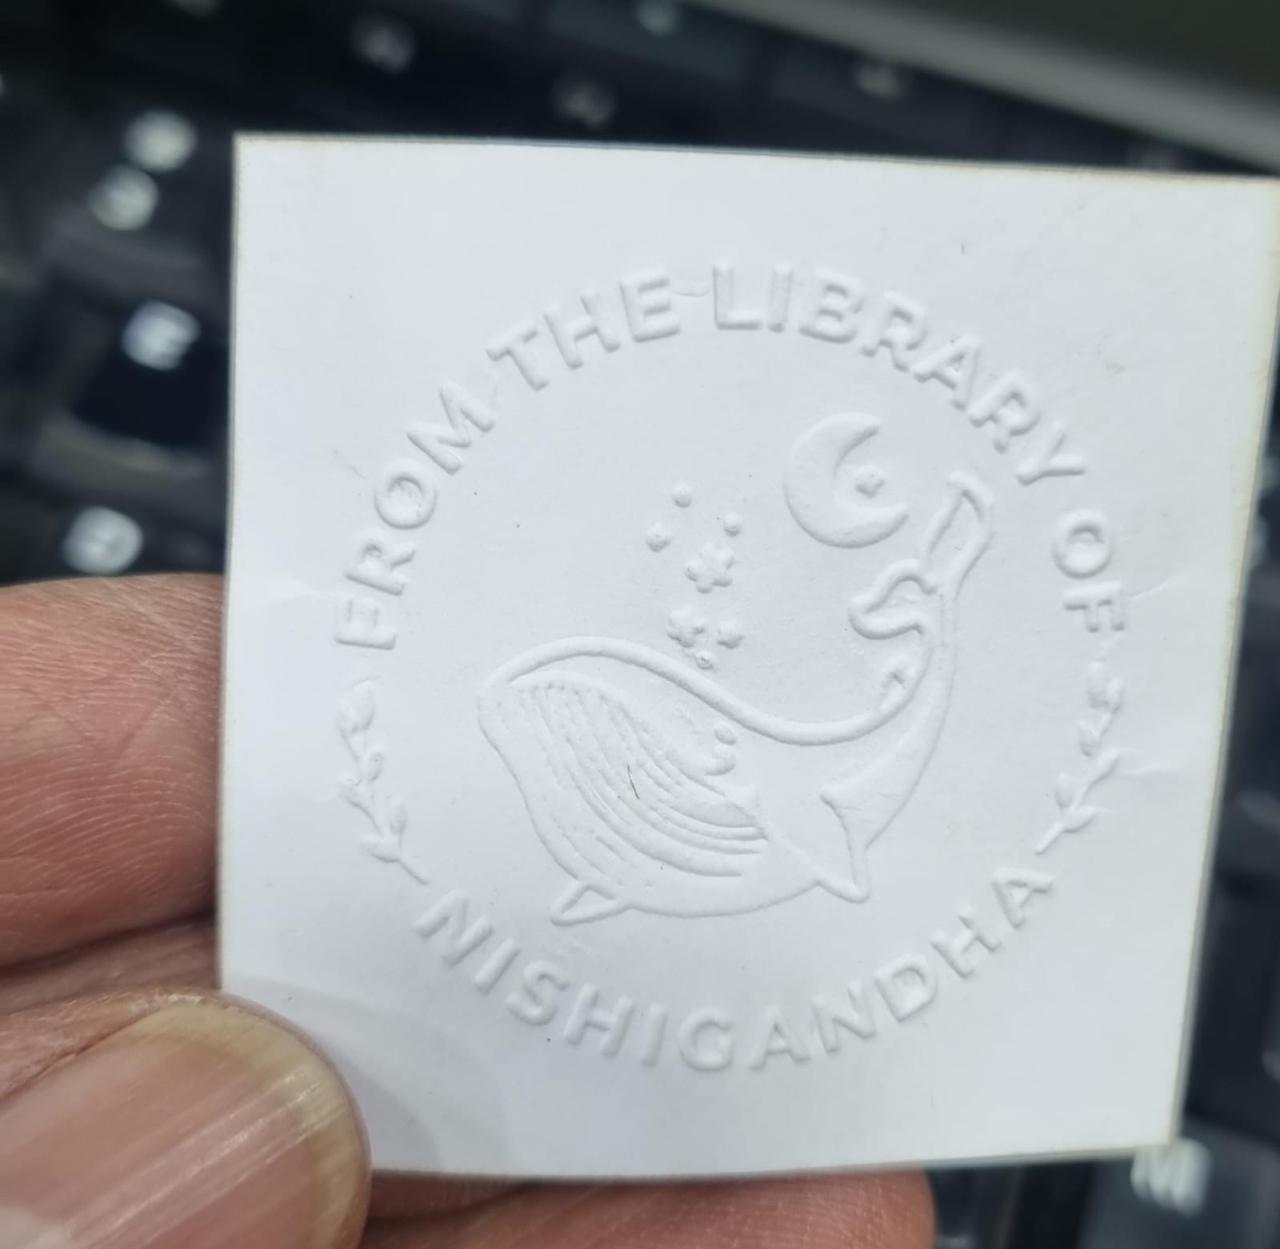 FROM THE LIBRARY OF
NISHIGANDHA
E
M